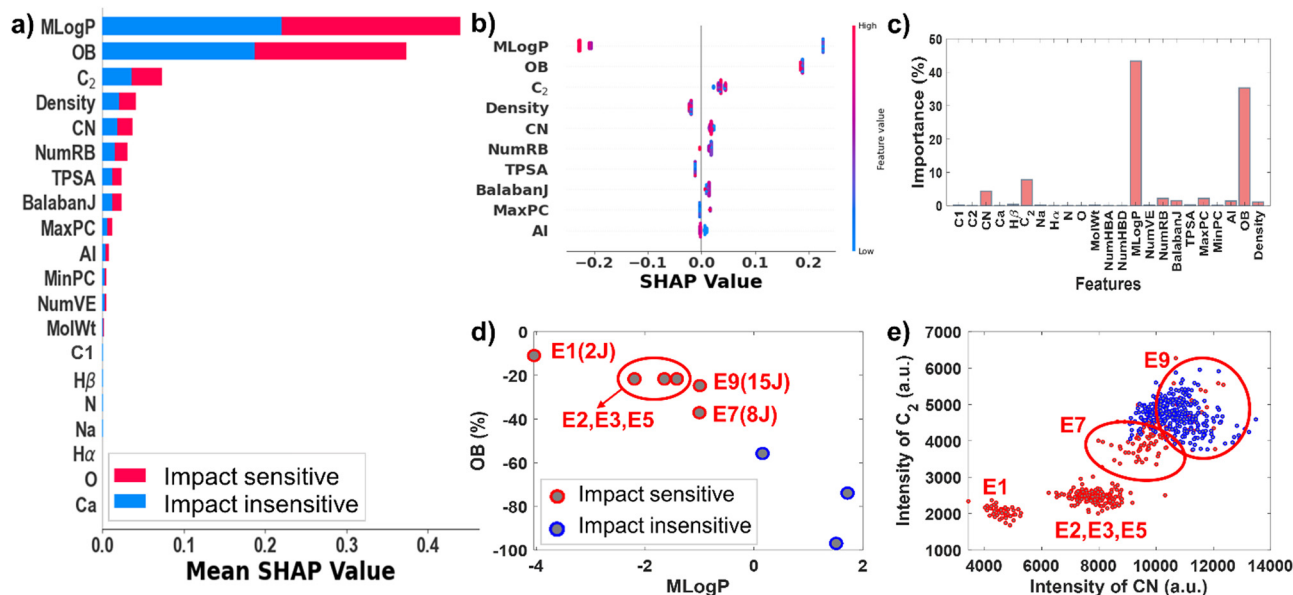 a)
MLogP
OB
C₂
Density
CN
NumRB
TPSA
BalabanJ
MaxPC
AI
MinPC
NumVE
MolWt
C1
Hβ
N
Na
Hα
O
Ca
Impact sensitive
Impact insensitive
0.0 0.1 0.2 0.3 0.4
Mean SHAP Value
b)
MLogP
OB
C₂
Density
CN
NumRB
TPSA
BalabanJ
MaxPC
AI
−0.2 −0.1 0.0 0.1 0.2
SHAP Value
High
Feature value
Low
c)
Importance (%)
60
50
40
30
20
10
0
C1 C2 CN Ca Hβ C_2 Na Hα N O MolWt NumHBA NumHBD MLogP NumVE NumRB BalabanJ TPSA MaxPC MinPC AI OB Density
Features
d)
OB (%)
0
-20
-40
-60
-80
-100
E1(2J)
E9(15J)
E2,E3,E5
E7(8J)
Impact sensitive
Impact insensitive
-4 -2 0 2
MLogP
e)
Intensity of C₂ (a.u.)
7000
6000
5000
4000
3000
2000
1000
E9
E7
E1
E2,E3,E5
4000 6000 8000 10000 12000 14000
Intensity of CN (a.u.)